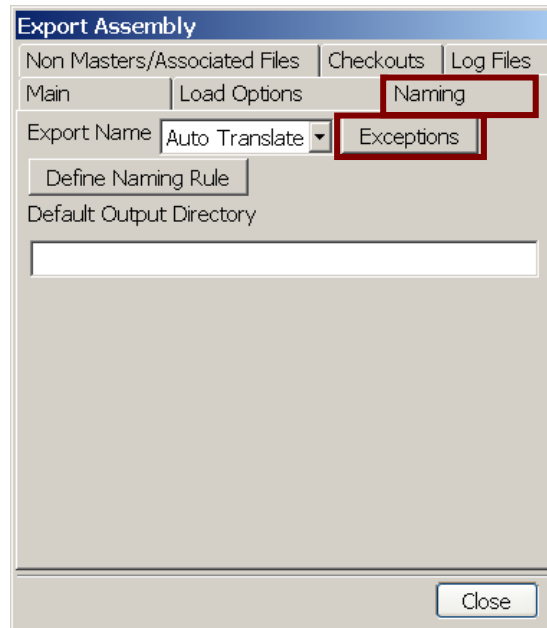 Export Assembly
Non Masters/Associated Files Checkouts Log Files
Main Load Options Naming
Export Name Auto Translate Exceptions
Define Naming Rule
Default Output Directory
Close